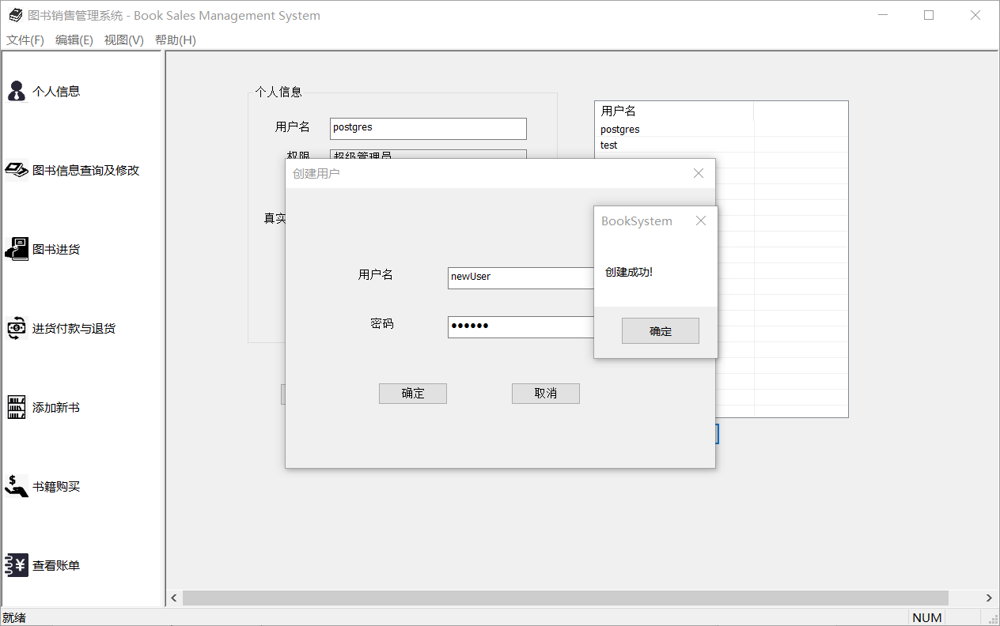 图书销售管理系统 - Book Sales Management System
文件(F) 编辑(E) 视图(V) 帮助(H)
个人信息
图书信息查询及修改
图书进货
进货付款与退货
添加新书
书籍购买
查看账单
个人信息
用户名 postgres
权限 超级管理员
真实
用户名
postgres
test
创建用户
用户名 newUser
密码 ••••••
确定 取消
BookSystem
创建成功!
确定
就绪
NUM